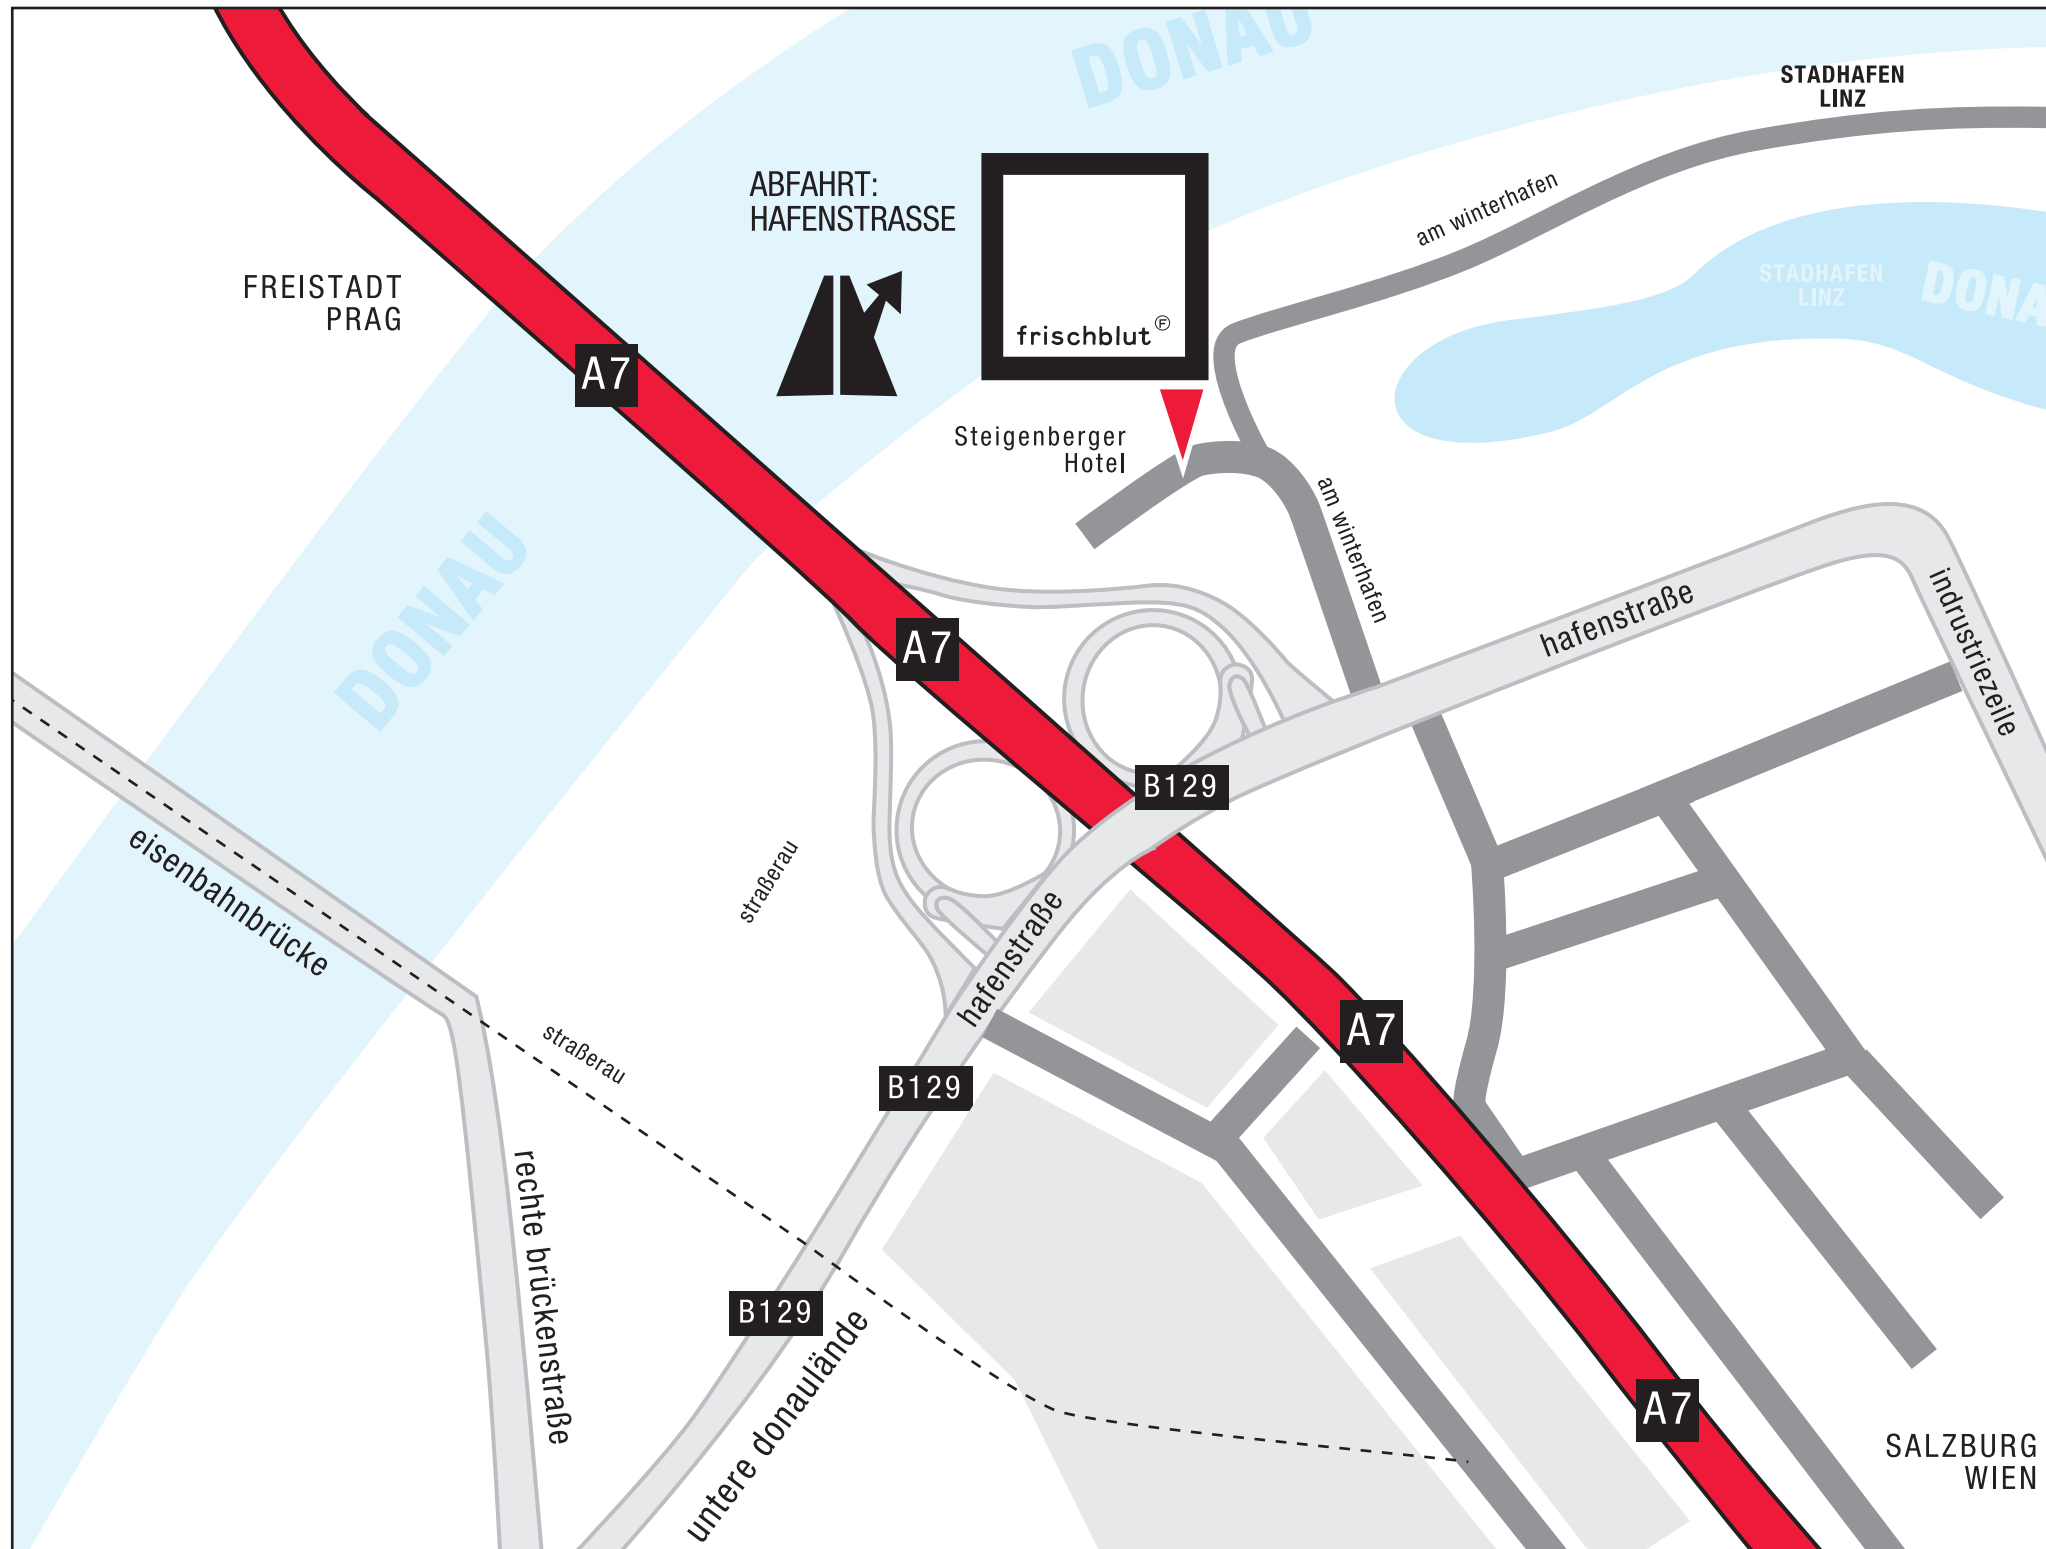 DONAU
STADHAFEN
LINZ
ABFAHRT:
HAFENSTRASSE
am winterhafen
FREISTADT
PRAG
STADHAFEN
LINZ
DONA
frischblut Ⓕ
A7
Steigenberger
Hotel
am winterhafen
DONAU
hafenstraße
indrustriezeile
A7
B129
eisenbahnbrücke
straßerau
hafenstraße
straßerau
A7
B129
rechte brückenstraße
B129
untere donaulände
A7
SALZBURG
WIEN